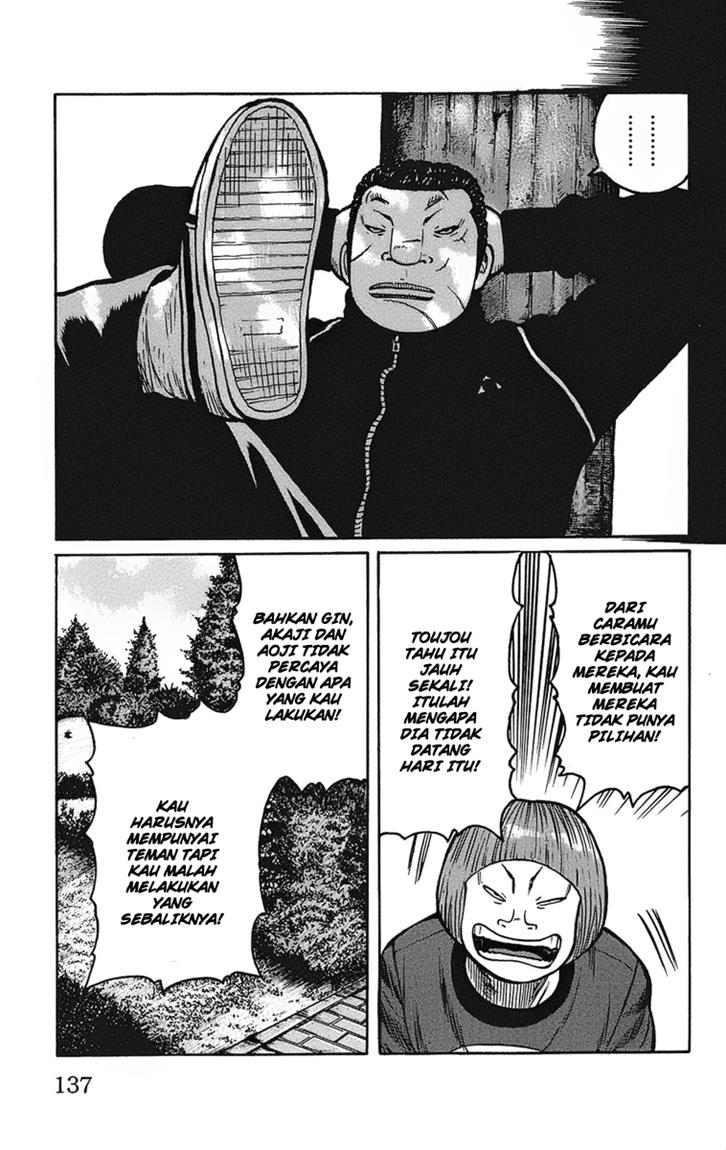 ......
DARI
CARAMU
BERBICARA
KEPADA
MEREKA, KAU
MEMBUAT
MEREKA
TIDAK PUNYA
PILIHAN!
TOUJOU
TAHU ITU
JAUH
SEKALI!
ITULAH
MENGAPA
DIA TIDAK
DATANG
HARI ITU!
BAHKAN GIN,
AKAJI DAN
AOJI TIDAK
PERCAYA
DENGAN APA
YANG KAU
LAKUKAN!
KAU
HARUSNYA
MEMPUNYAI
TEMAN TAPI
KAU MALAH
MELAKUKAN
YANG
SEBALIKNYA!
137